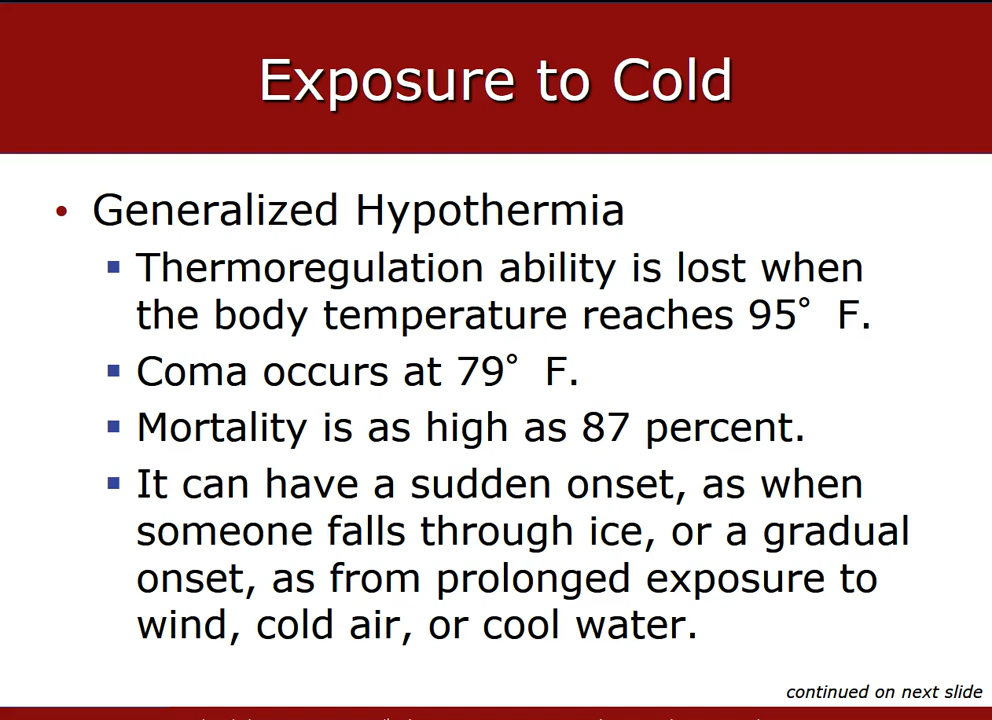 Exposure to Cold
• Generalized Hypothermia
▪ Thermoregulation ability is lost when
the body temperature reaches 95° F.
▪ Coma occurs at 79° F.
▪ Mortality is as high as 87 percent.
▪ It can have a sudden onset, as when
someone falls through ice, or a gradual
onset, as from prolonged exposure to
wind, cold air, or cool water.
continued on next slide